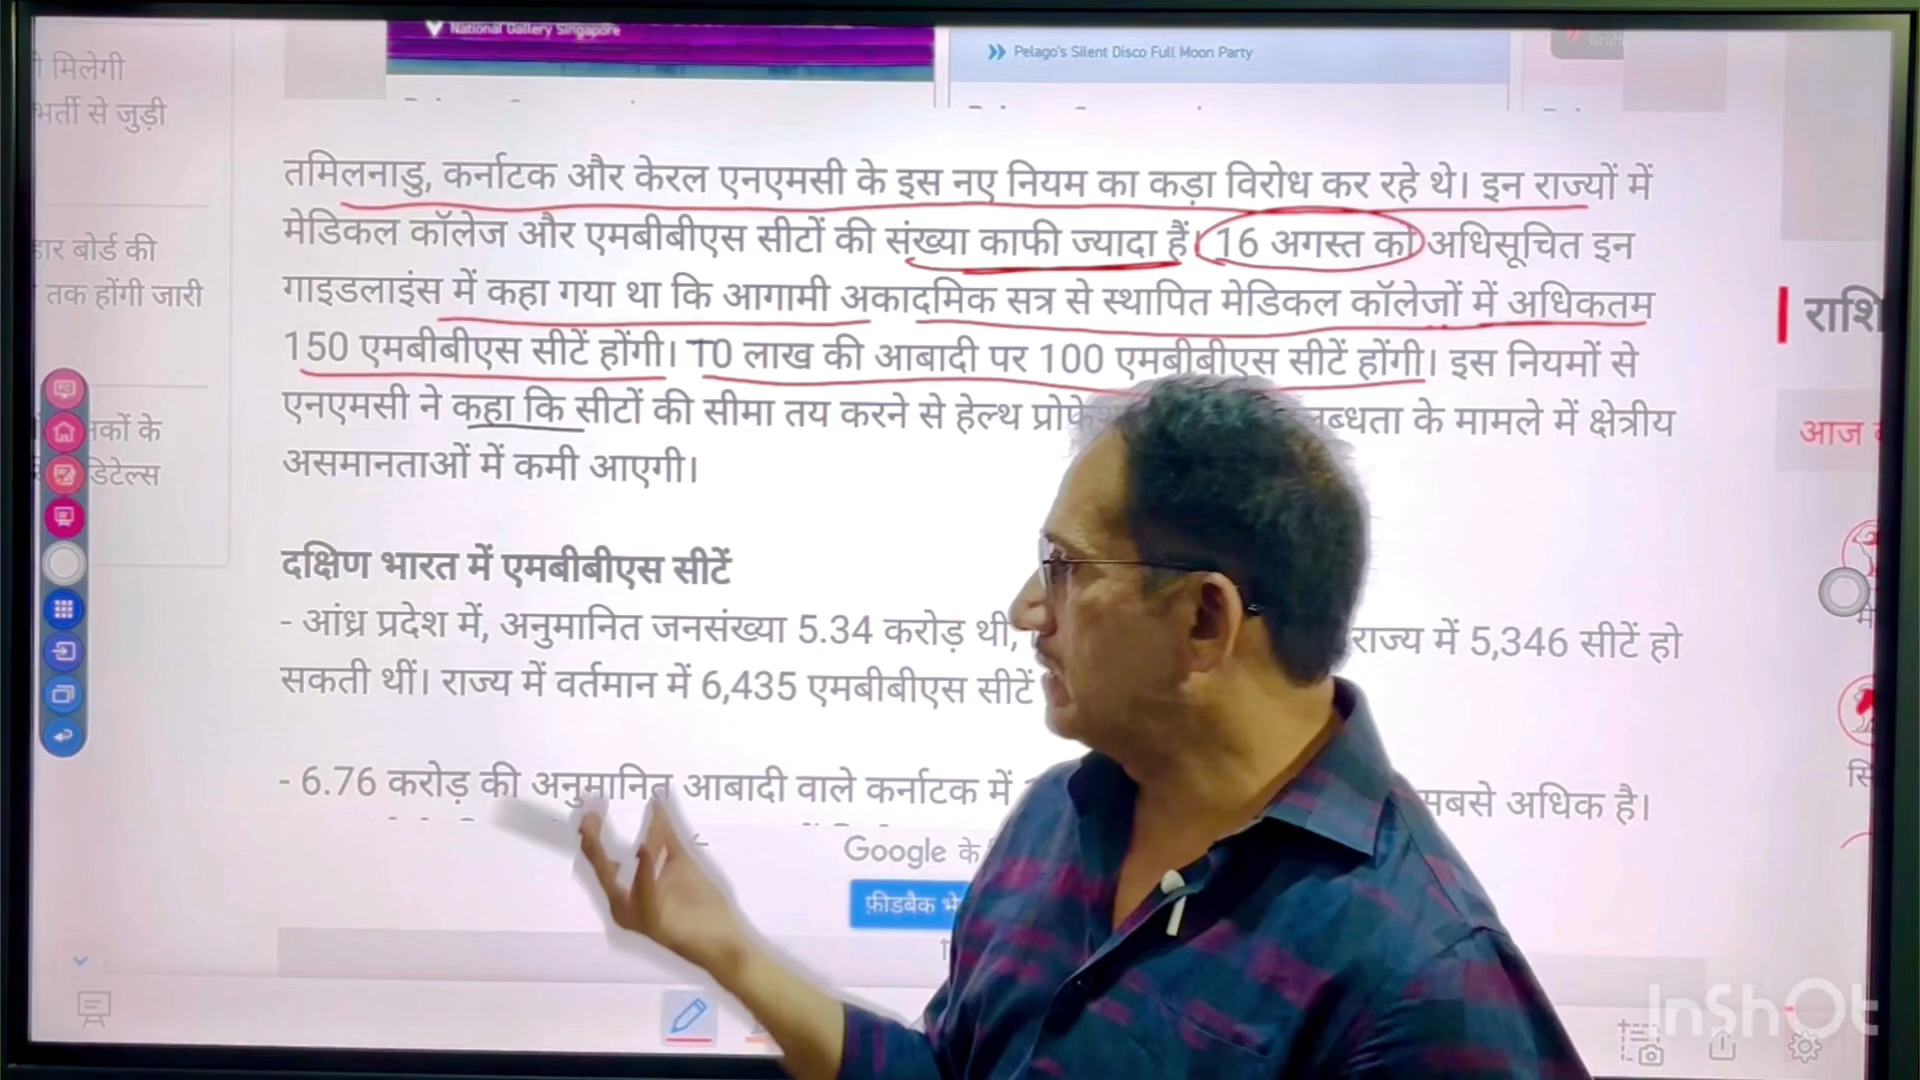 National Gallery Singapore
Pelago's Silent Disco Full Moon Party
मिलेगी
भर्ती से जुड़ी
बोर्ड की
तक होंगी जारी
के
डिटेल्स
तमिलनाडु, कर्नाटक और केरल एनएमसी के इस नए नियम का कड़ा विरोध कर रहे थे। इन राज्यों में
मेडिकल कॉलेज और एमबीबीएस सीटों की संख्या काफी ज्यादा हैं। 16 अगस्त को अधिसूचित इन
गाइडलाइंस में कहा गया था कि आगामी अकादमिक सत्र से स्थापित मेडिकल कॉलेजों में अधिकतम
150 एमबीबीएस सीटें होंगी। 10 लाख की आबादी पर 100 एमबीबीएस सीटें होंगी। इस नियमों से
एनएमसी ने कहा कि सीटों की सीमा तय करने से हेल्थ के मामले में क्षेत्रीय
असमानताओं में कमी आएगी।
दक्षिण भारत में एमबीबीएस सीटें
- आंध्र प्रदेश में, अनुमानित जनसंख्या 5.34 करोड़ थी, राज्य में 5,346 सीटें हो
सकती थीं। राज्य में वर्तमान में 6,435 एमबीबीएस सीटें
- 6.76 करोड़ की अनुमानित आबादी वाले कर्नाटक में सबसे अधिक है।
Google के
फ़ीडबैक
आज
InShOt